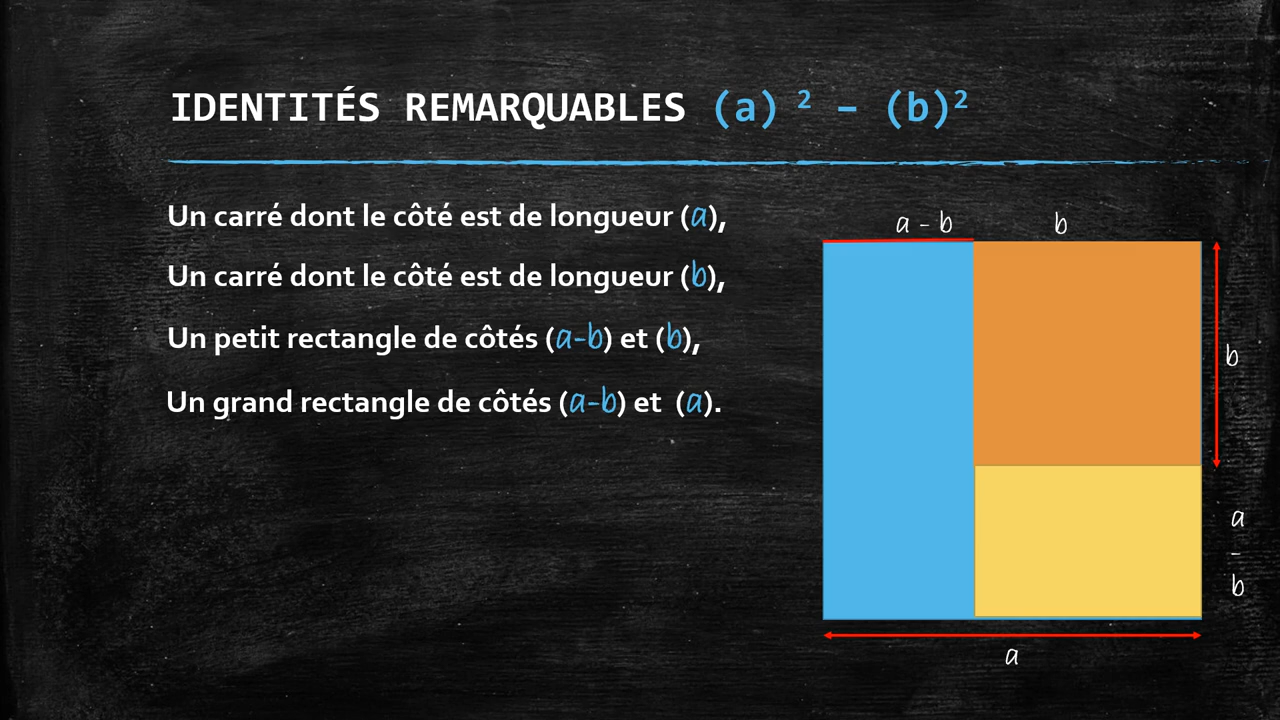 IDENTITÉS REMARQUABLES (a) ² – (b)²
Un carré dont le côté est de longueur (a),
Un carré dont le côté est de longueur (b),
Un petit rectangle de côtés (a-b) et (b),
Un grand rectangle de côtés (a-b) et (a).
a - b
b
b
a
-
b
a